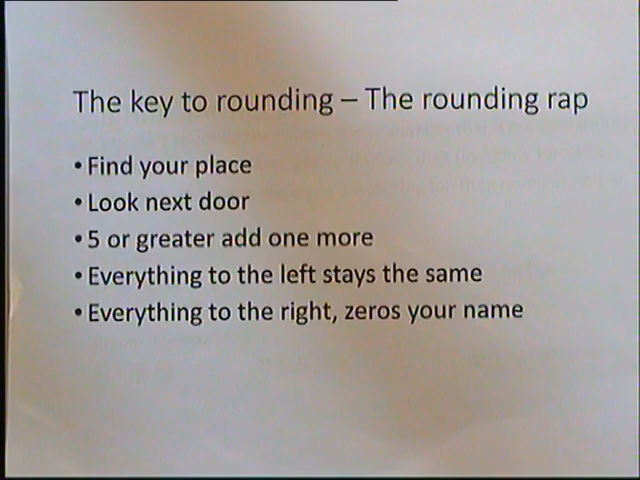 The key to rounding – The rounding rap
• Find your place
• Look next door
• 5 or greater add one more
• Everything to the left stays the same
• Everything to the right, zeros your name